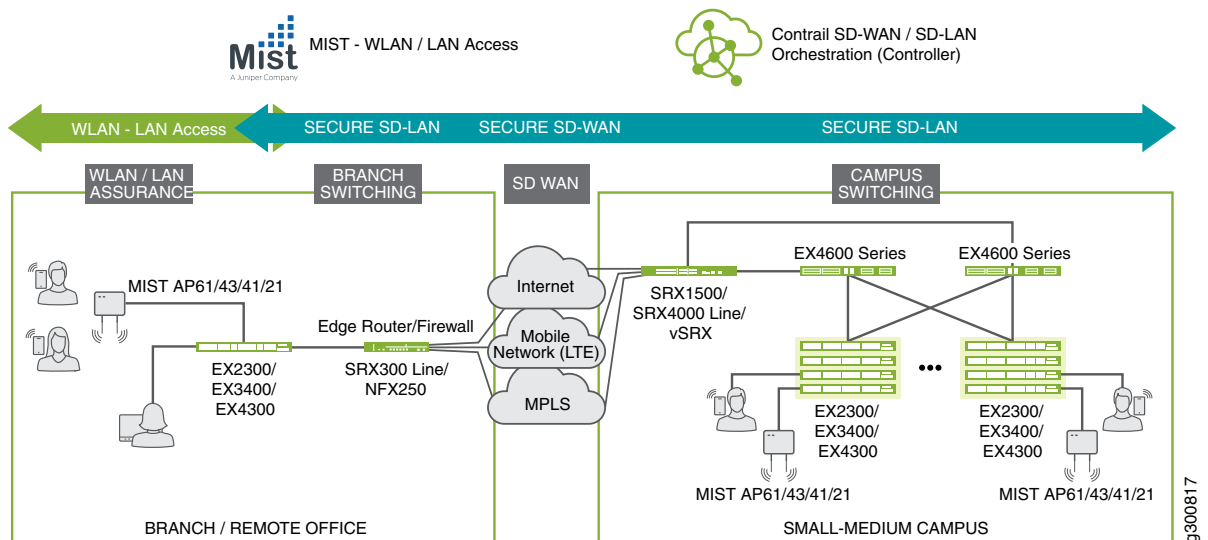 Mist
A Juniper Company
MIST - WLAN / LAN Access
Contrail SD-WAN / SD-LAN
Orchestration (Controller)
WLAN - LAN Access
SECURE SD-LAN
SECURE SD-WAN
SECURE SD-LAN
WLAN / LAN
ASSURANCE
BRANCH
SWITCHING
SD WAN
CAMPUS
SWITCHING
MIST AP61/43/41/21
EX2300/
EX3400/
EX4300
Edge Router/Firewall
SRX300 Line/
NFX250
Internet
Mobile
Network (LTE)
MPLS
SRX1500/
SRX4000 Line/
vSRX
EX4600 Series
EX4600 Series
EX2300/
EX3400/
EX4300
EX2300/
EX3400/
EX4300
MIST AP61/43/41/21
MIST AP61/43/41/21
BRANCH / REMOTE OFFICE
SMALL-MEDIUM CAMPUS
g300817